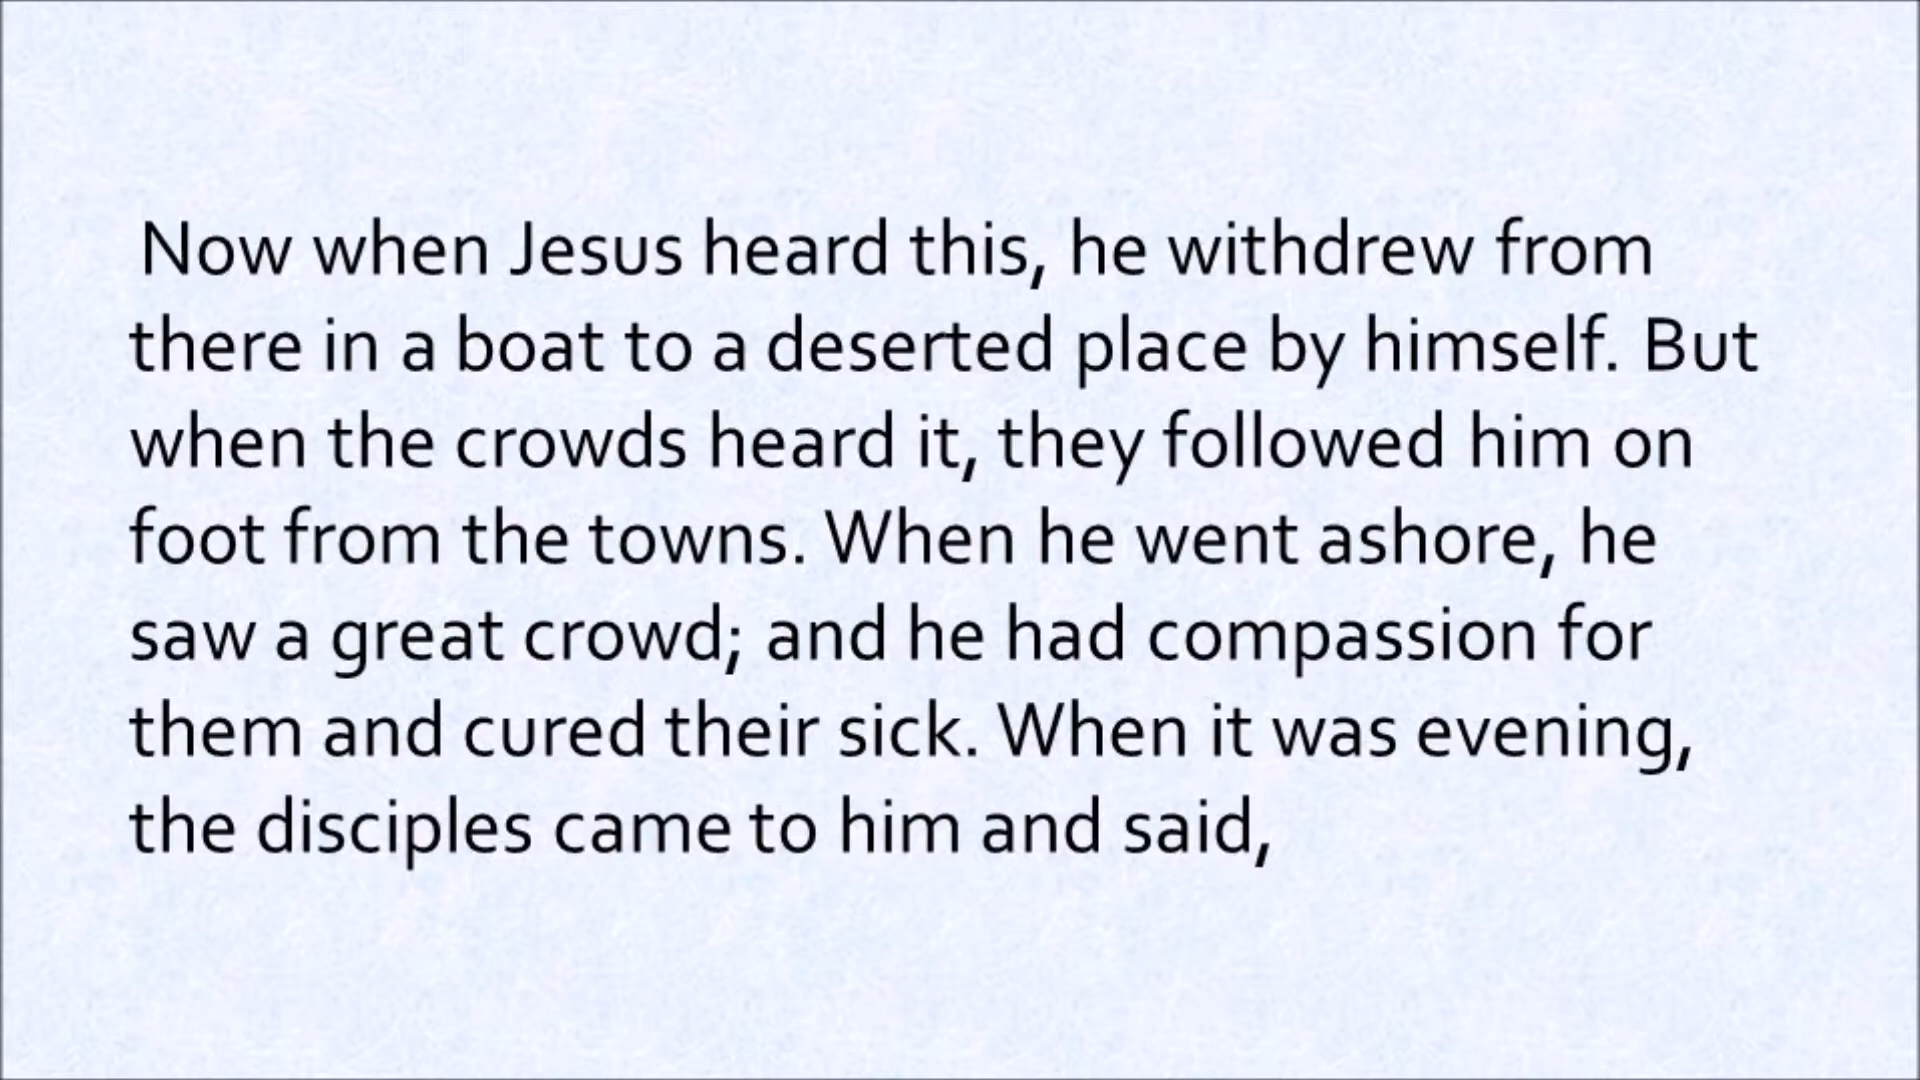 Now when Jesus heard this, he withdrew from
there in a boat to a deserted place by himself. But
when the crowds heard it, they followed him on
foot from the towns. When he went ashore, he
saw a great crowd; and he had compassion for
them and cured their sick. When it was evening,
the disciples came to him and said,